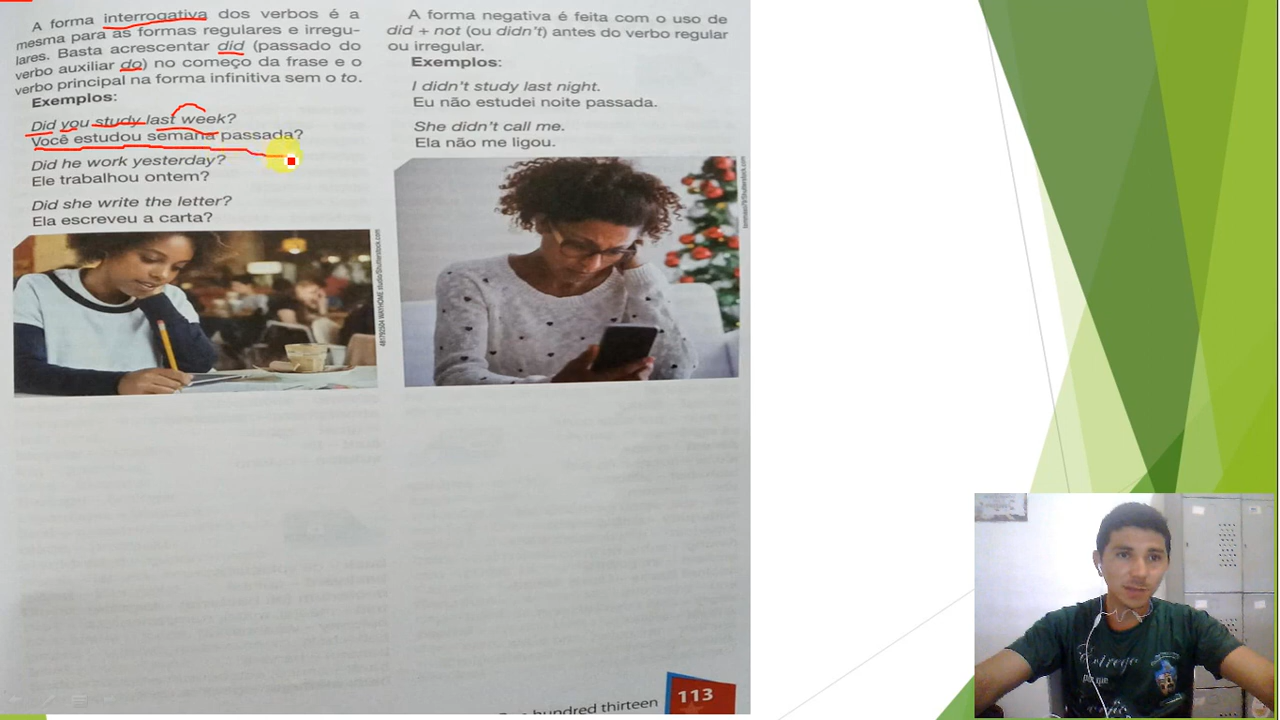 A forma interrogativa dos verbos é a
mesma para as formas regulares e irregu-
lares. Basta acrescentar did (passado do
verbo auxiliar do) no começo da frase e o
verbo principal na forma infinitiva sem o to.
Exemplos:
Did you study last week?
Você estudou semana passada?
Did he work yesterday?
Ele trabalhou ontem?
Did she write the letter?
Ela escreveu a carta?
A forma negativa é feita com o uso de
did + not (ou didn't) antes do verbo regular
ou irregular.
Exemplos:
I didn't study last night.
Eu não estudei noite passada.
She didn't call me.
Ela não me ligou.
hundred thirteen
113
Entrega
por que